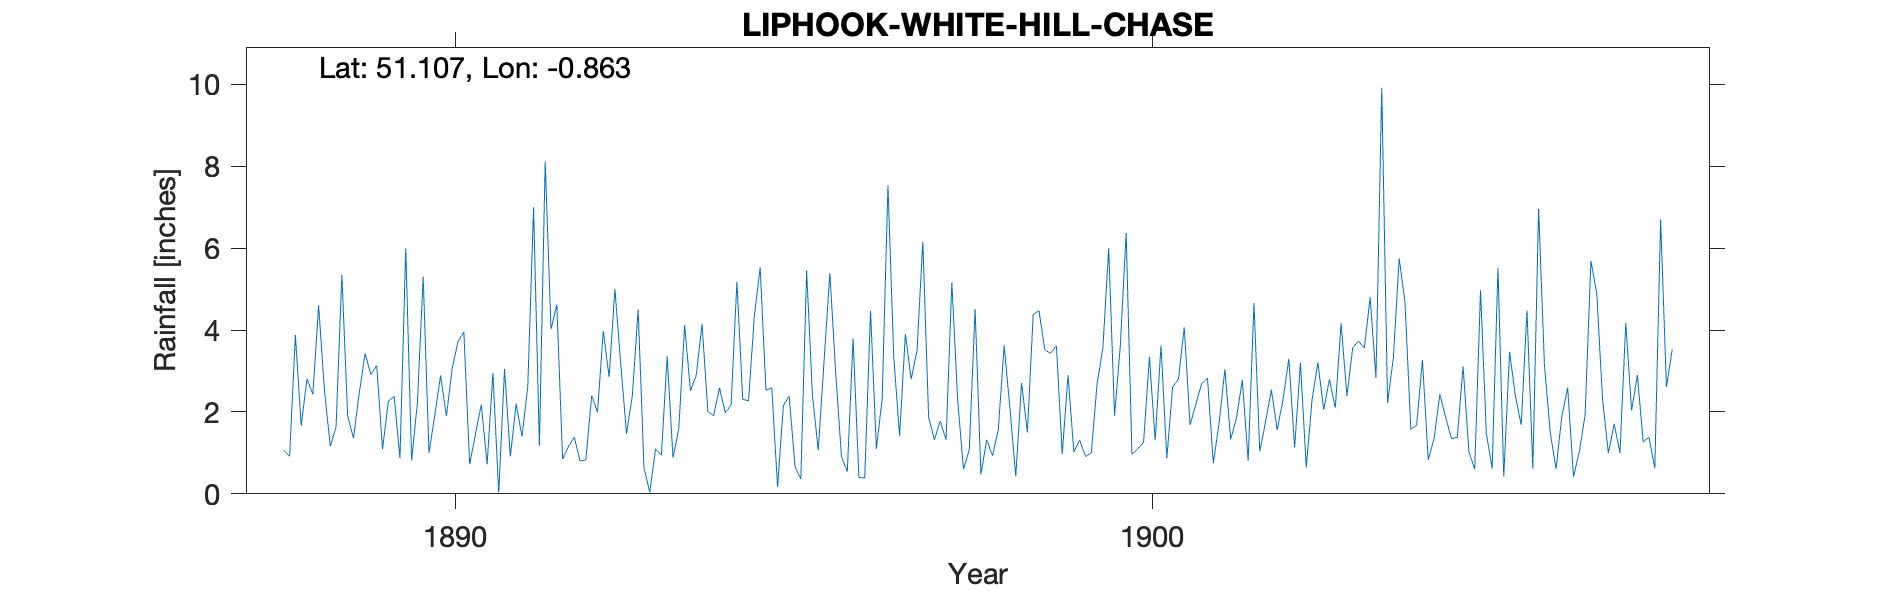 LIPHOOK-WHITE-HILL-CHASE
Lat: 51.107, Lon: -0.863
10
8
6
4
2
0
Rainfall [inches]
1890
1900
Year